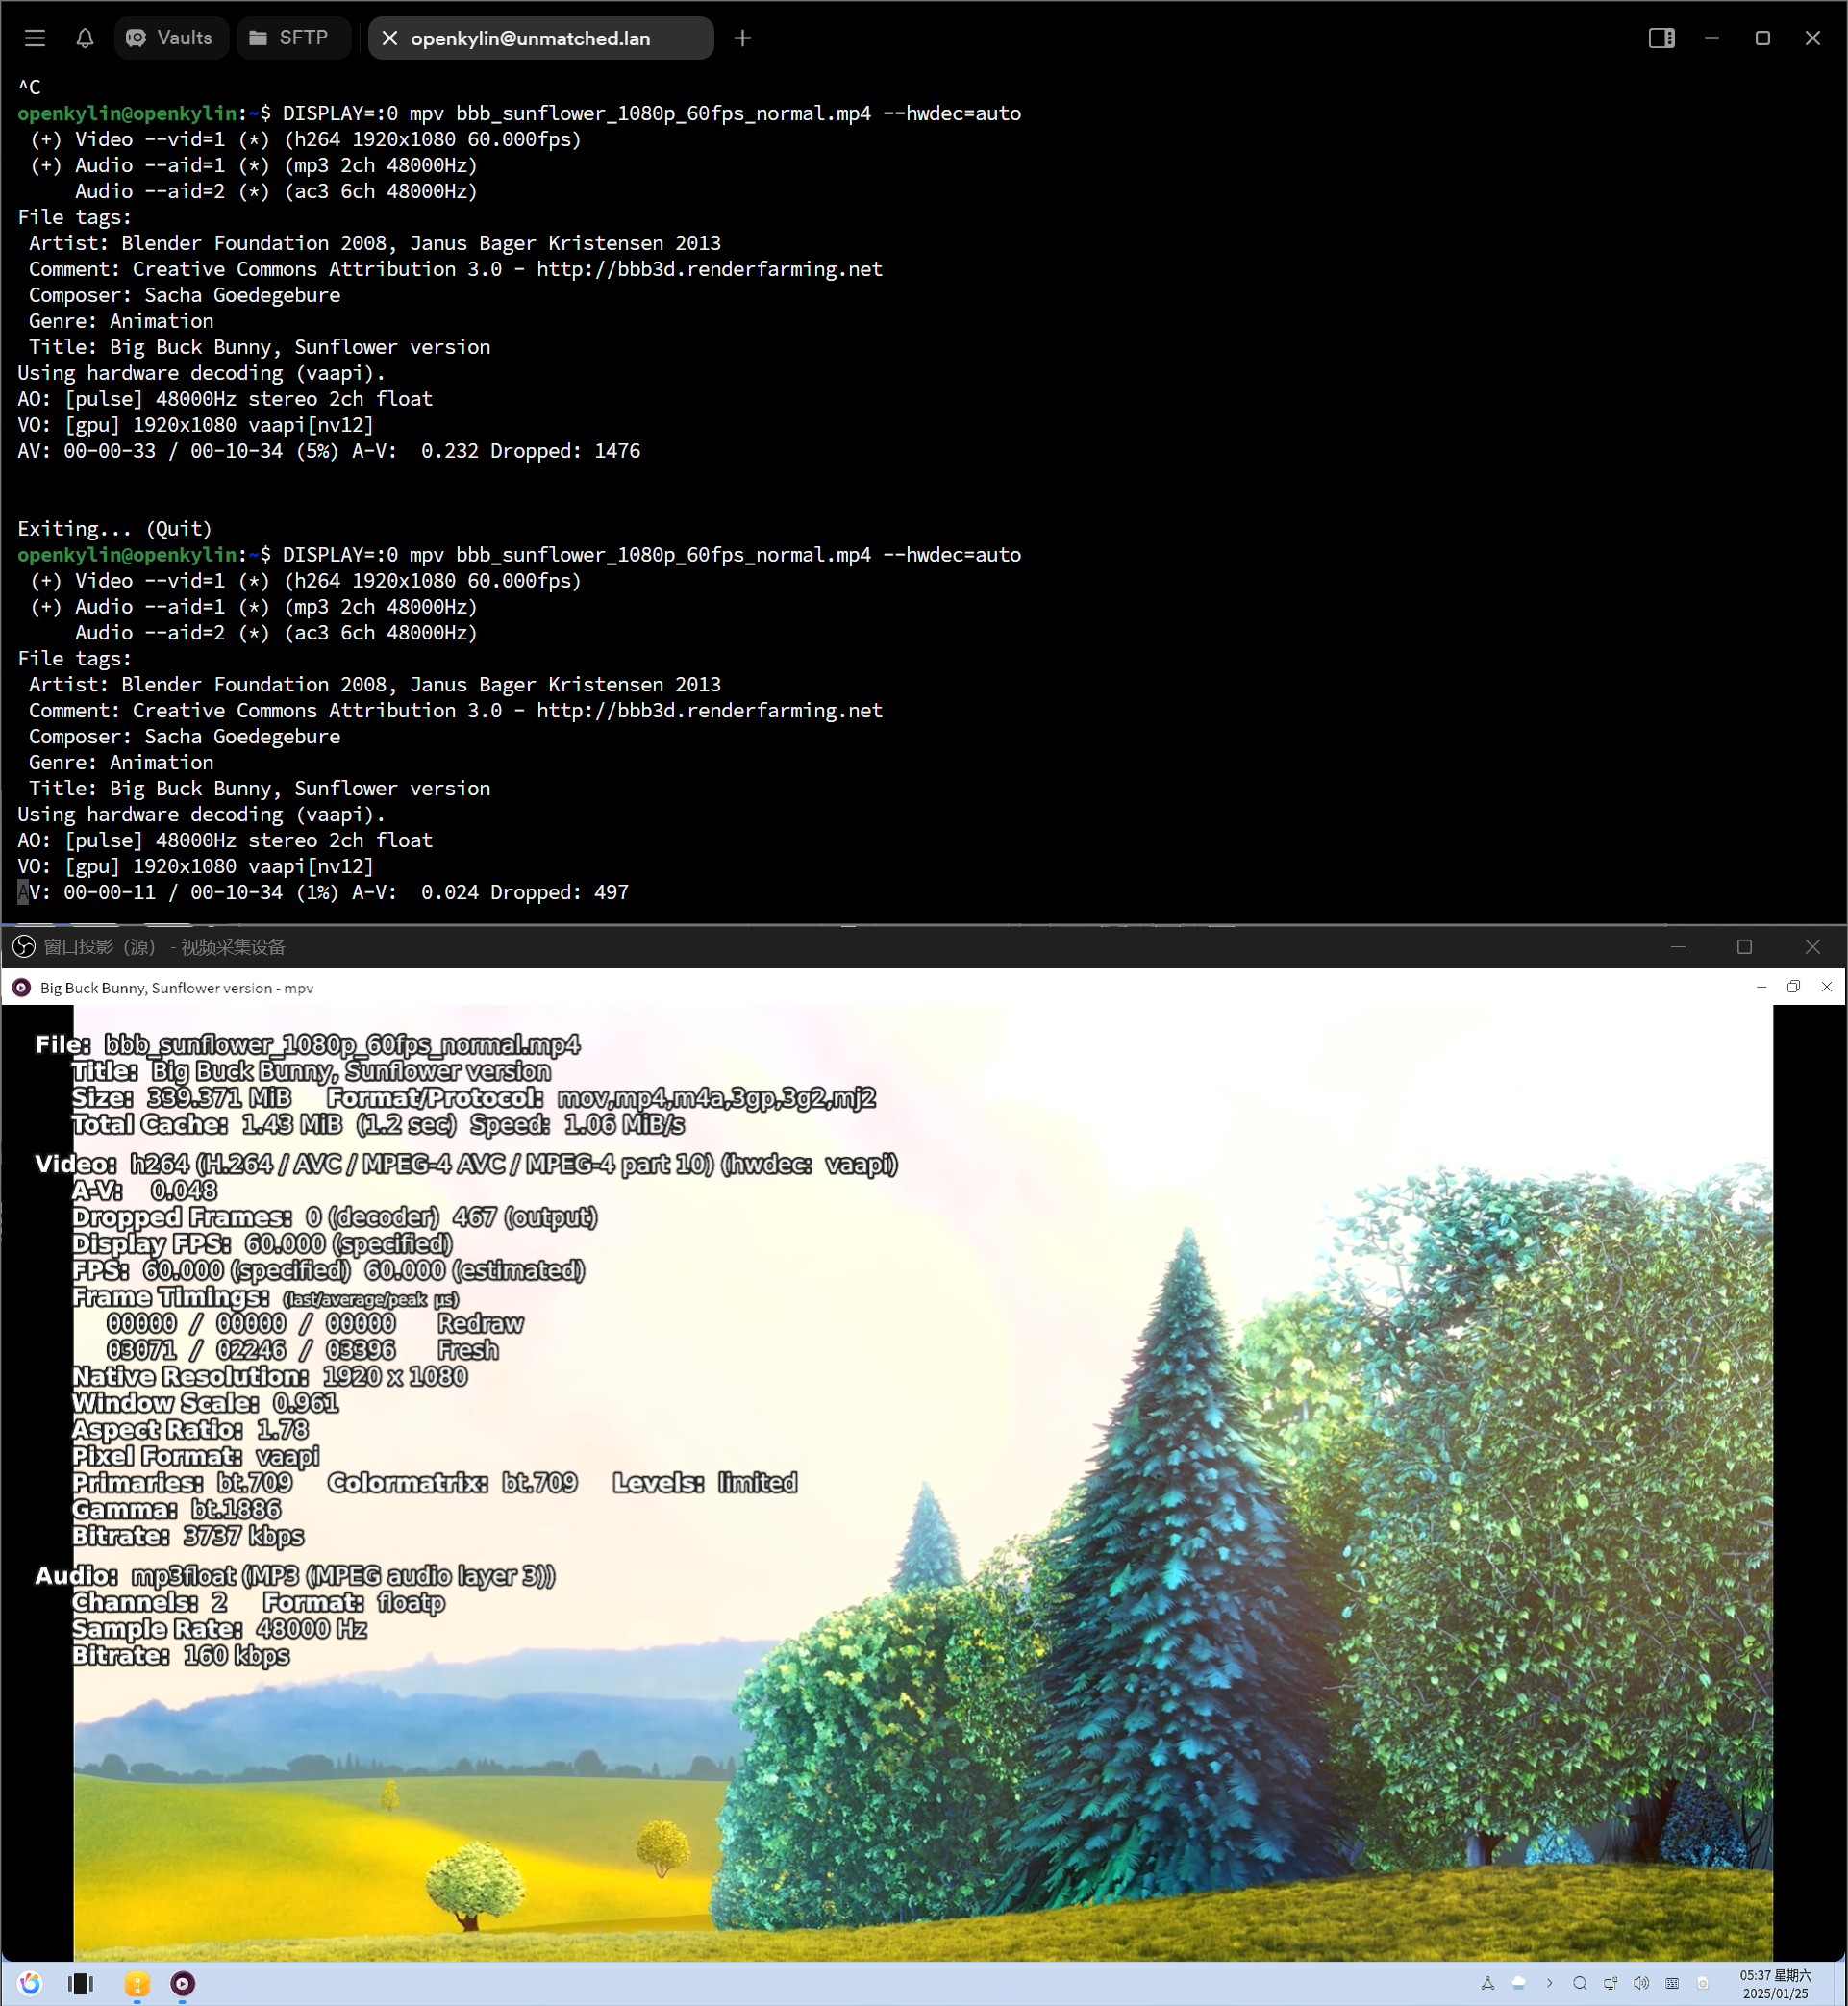 Vaults
SFTP
openkylin@unmatched.lan
^C
openkylin@openkylin:~$ DISPLAY=:0 mpv bbb_sunflower_1080p_60fps_normal.mp4 --hwdec=auto
(+) Video --vid=1 (*) (h264 1920x1080 60.000fps)
(+) Audio --aid=1 (*) (mp3 2ch 48000Hz)
Audio --aid=2 (*) (ac3 6ch 48000Hz)
File tags:
Artist: Blender Foundation 2008, Janus Bager Kristensen 2013
Comment: Creative Commons Attribution 3.0 - http://bbb3d.renderfarming.net
Composer: Sacha Goedegebure
Genre: Animation
Title: Big Buck Bunny, Sunflower version
Using hardware decoding (vaapi).
AO: [pulse] 48000Hz stereo 2ch float
VO: [gpu] 1920x1080 vaapi[nv12]
AV: 00-00-33 / 00-10-34 (5%) A-V:  0.232 Dropped: 1476
Exiting... (Quit)
openkylin@openkylin:~$ DISPLAY=:0 mpv bbb_sunflower_1080p_60fps_normal.mp4 --hwdec=auto
(+) Video --vid=1 (*) (h264 1920x1080 60.000fps)
(+) Audio --aid=1 (*) (mp3 2ch 48000Hz)
Audio --aid=2 (*) (ac3 6ch 48000Hz)
File tags:
Artist: Blender Foundation 2008, Janus Bager Kristensen 2013
Comment: Creative Commons Attribution 3.0 - http://bbb3d.renderfarming.net
Composer: Sacha Goedegebure
Genre: Animation
Title: Big Buck Bunny, Sunflower version
Using hardware decoding (vaapi).
AO: [pulse] 48000Hz stereo 2ch float
VO: [gpu] 1920x1080 vaapi[nv12]
AV: 00-00-11 / 00-10-34 (1%) A-V:  0.024 Dropped: 497
窗口投影（源） - 视频采集设备
Big Buck Bunny, Sunflower version - mpv
File: bbb_sunflower_1080p_60fps_normal.mp4
Title: Big Buck Bunny, Sunflower version
Size: 339.371 MiB Format/Protocol: mov,mp4,m4a,3gp,3g2,mj2
Total Cache: 1.43 MiB (1.2 sec) Speed: 1.06 MiB/s
Video: h264 (H.264 / AVC / MPEG-4 AVC / MPEG-4 part 10) (hwdec: vaapi)
A-V: 0.048
Dropped Frames: 0 (decoder) 467 (output)
Display FPS: 60.000 (specified)
FPS: 60.000 (specified) 60.000 (estimated)
Frame Timings: (last/average/peak μs)
00000 / 00000 / 00000 Redraw
03071 / 02246 / 03396 Fresh
Native Resolution: 1920 x 1080
Window Scale: 0.961
Aspect Ratio: 1.78
Pixel Format: vaapi
Primaries: bt.709 Colormatrix: bt.709 Levels: limited
Gamma: bt.1886
Bitrate: 3737 kbps
Audio: mp3float (MP3 (MPEG audio layer 3))
Channels: 2 Format: floatp
Sample Rate: 48000 Hz
Bitrate: 160 kbps
05:37 星期六
2025/01/25